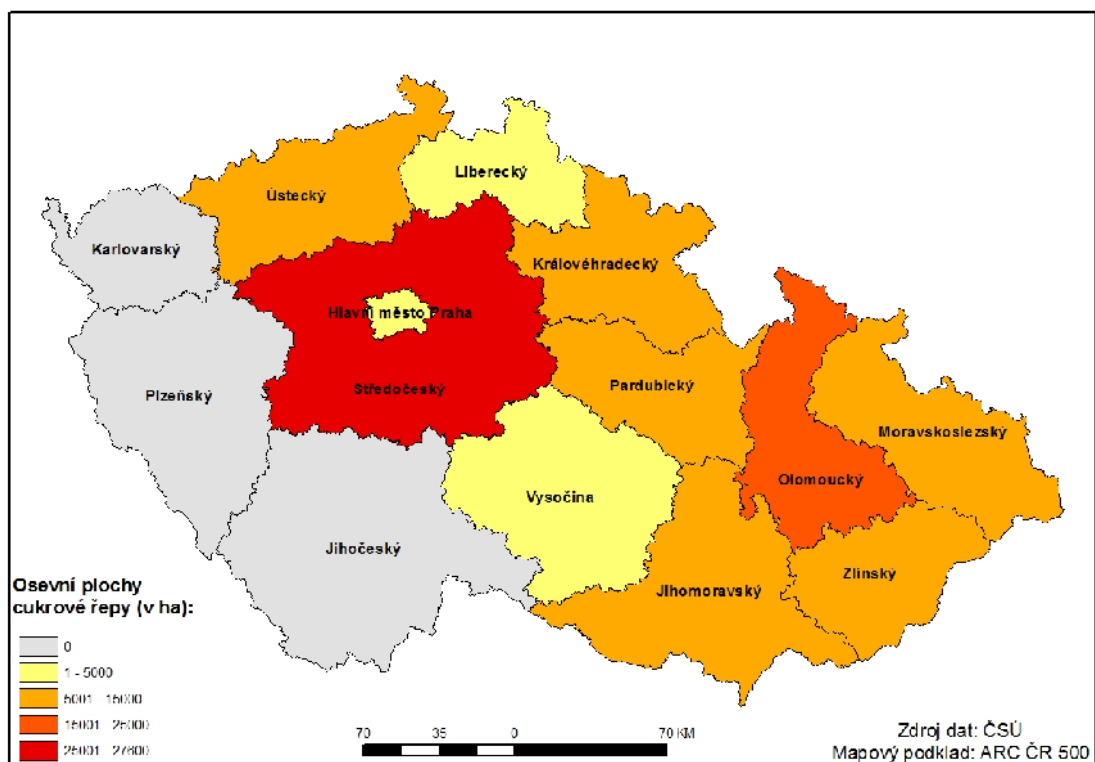 Liberecký
Ústecký
Karlovarský
Královéhradecký
Hlavní město Praha
Středočeský
Pardubický
Plzeňský
Moravskoslezský
Olomoucký
Vysočina
Jihočeský
Zlínský
Jihomoravský
Osevní plochy
cukrové řepy (v ha):
0
1 - 5000
5001 - 15000
15001 - 25000
25001 - 27600
70 35 0 70 KM
Zdroj dat: ČSÚ
Mapový podklad: ARC ČR 500